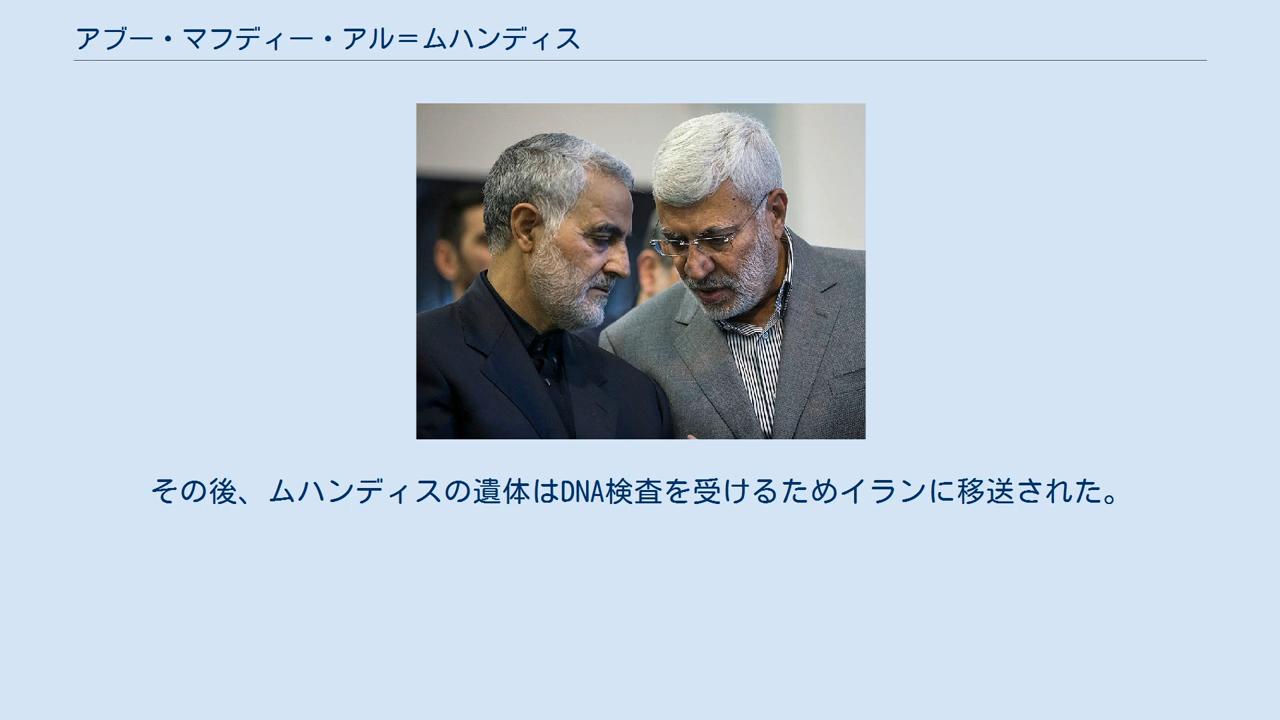 アブー・マフディー・アル＝ムハンディス
その後、ムハンディスの遺体はDNA検査を受けるためイランに移送された。